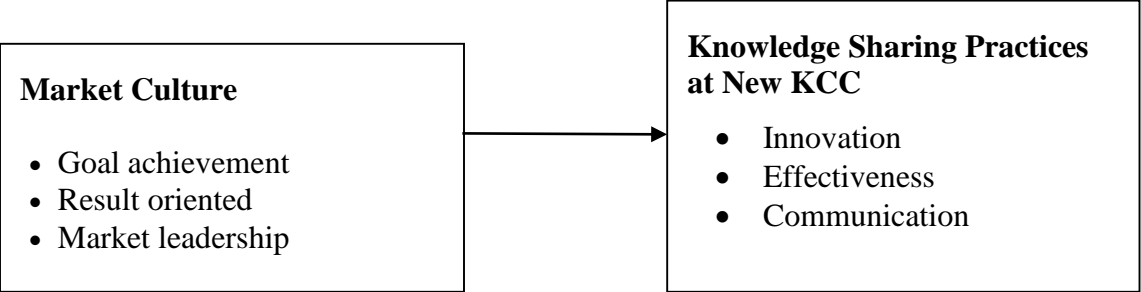 Market Culture
• Goal achievement
• Result oriented
• Market leadership
Knowledge Sharing Practices
at New KCC
• Innovation
• Effectiveness
• Communication